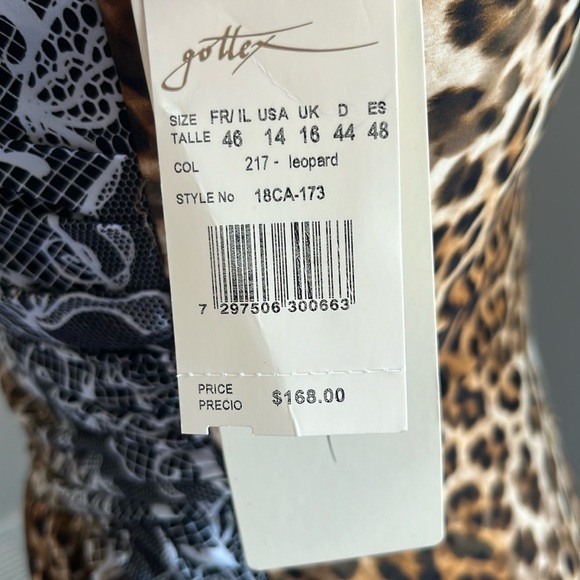 gottex
SIZE FR/IL USA UK D ES
TALLE 46 14 16 44 48
COL 217 - leopard
STYLE No 18CA-173
7 297506 300663
PRICE
PRECIO $168.00